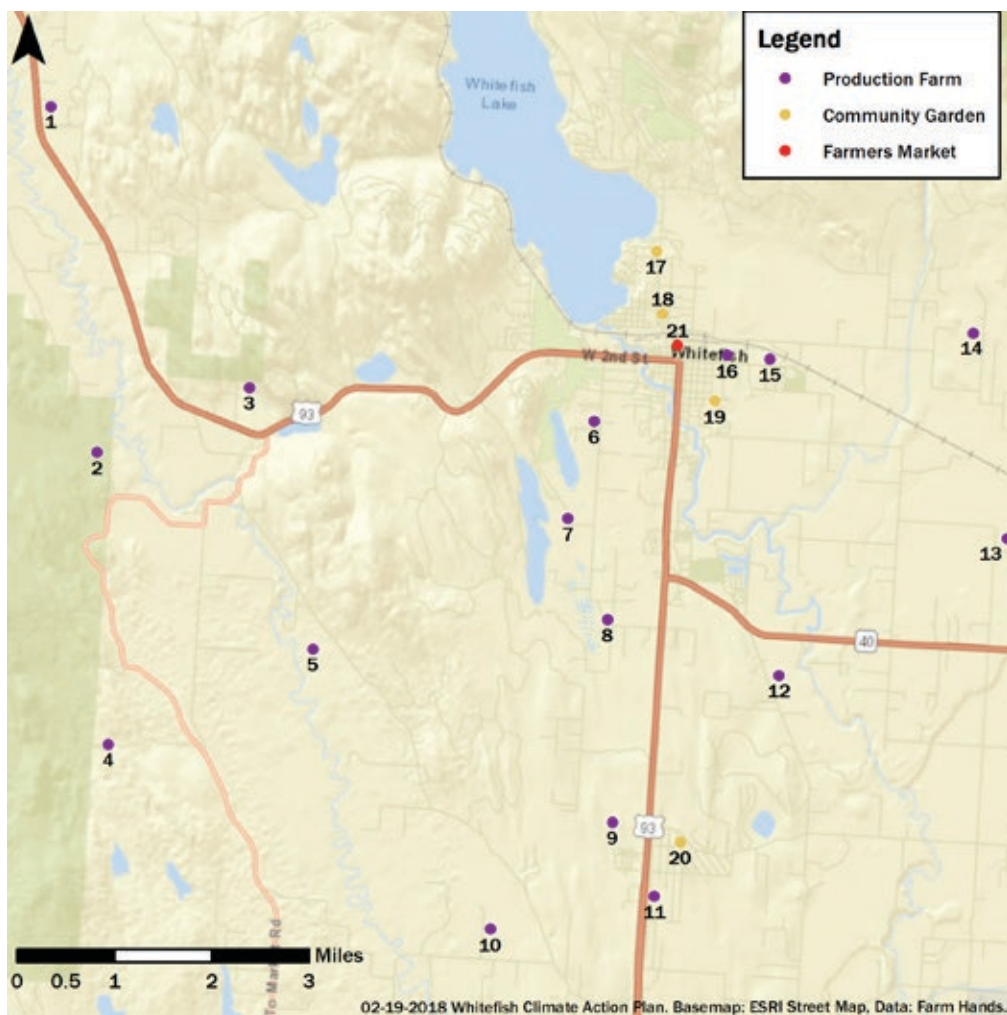 Legend
Production Farm
Community Garden
Farmers Market
Whitefish
Lake
1
17
18
21
W 2nd St
Whitefish
16
15
14
3
93
19
2
6
7
13
8
40
5
12
4
9
93
20
11
10
Miles
0 0.5 1 2 3
02-19-2018 Whitefish Climate Action Plan. Basemap: ESRI Street Map, Data: Farm Hands.